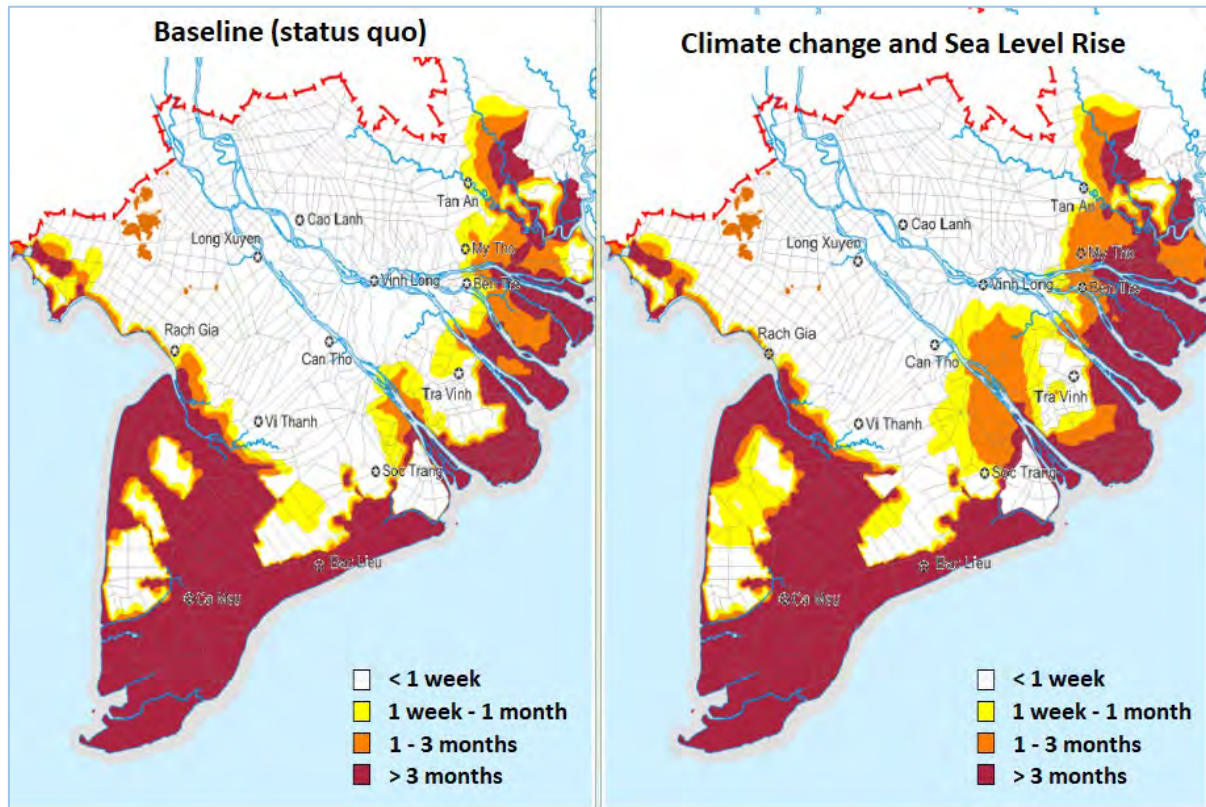 Baseline (status quo)
Tan An
Cao Lanh
Long Xuyen
My Tho
Vinh Long
Ben Tre
Rach Gia
Can Tho
Tra Vinh
Vi Thanh
Soc Trang
Bac Lieu
Ca Mau
< 1 week
1 week - 1 month
1 - 3 months
> 3 months
Climate change and Sea Level Rise
Tan An
Cao Lanh
Long Xuyen
My Tho
Vinh Long
Ben Tre
Rach Gia
Can Tho
Tra Vinh
Vi Thanh
Soc Trang
Bac Lieu
Ca Mau
< 1 week
1 week - 1 month
1 - 3 months
> 3 months